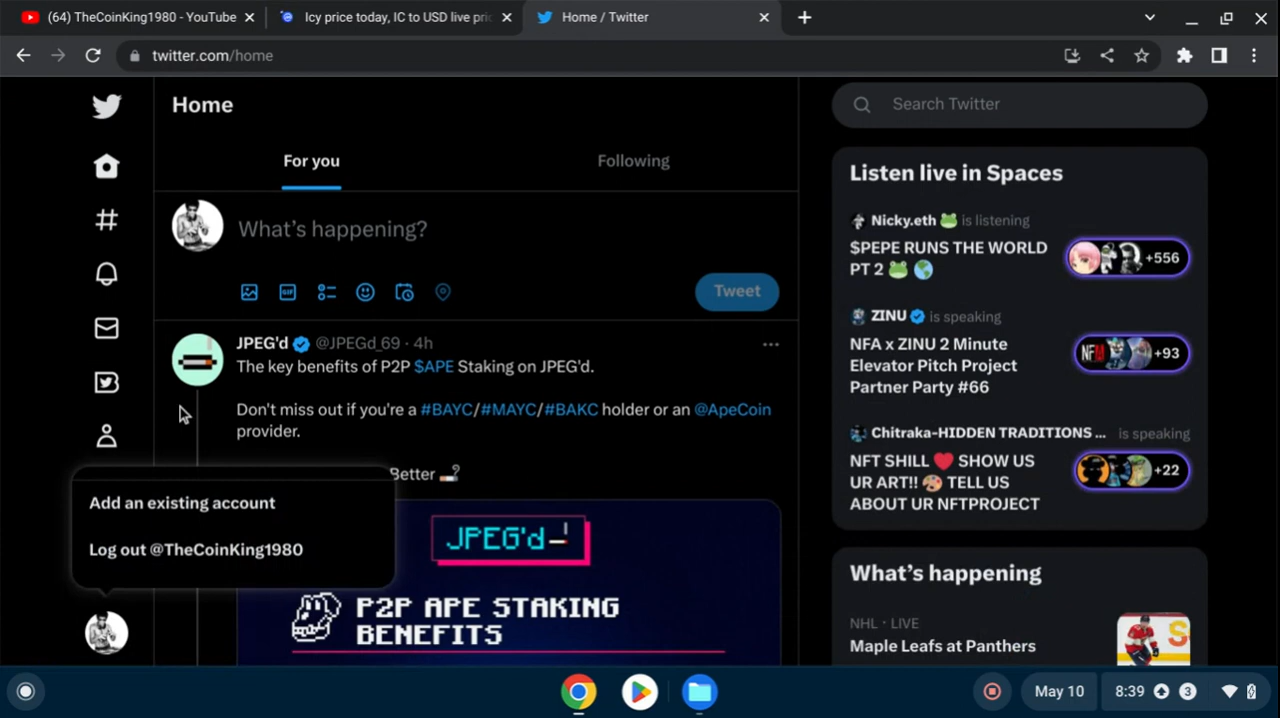 (64) TheCoinKing1980 - YouTube
Icy price today, IC to USD live pric
Home / Twitter
twitter.com/home
Home
Search Twitter
For you
Following
What's happening?
Tweet
JPEG'd @JPEGd_69 · 4h
The key benefits of P2P $APE Staking on JPEG'd.
Don't miss out if you're a #BAYC/#MAYC/#BAKC holder or an @ApeCoin
provider.
Better
JPEG'd
P2P APE STAKING
BENEFITS
Add an existing account
Log out @TheCoinKing1980
Listen live in Spaces
Nicky.eth 🐸 is listening
$PEPE RUNS THE WORLD
PT 2 🐸 🌎
+556
ZINU is speaking
NFA x ZINU 2 Minute
Elevator Pitch Project
Partner Party #66
NFM
+93
Chitraka-HIDDEN TRADITIONS ... is speaking
NFT SHILL ❤️ SHOW US
UR ART!! 🎨 TELL US
ABOUT UR NFTPROJECT
+22
What's happening
NHL · LIVE
Maple Leafs at Panthers
May 10
8:39
3